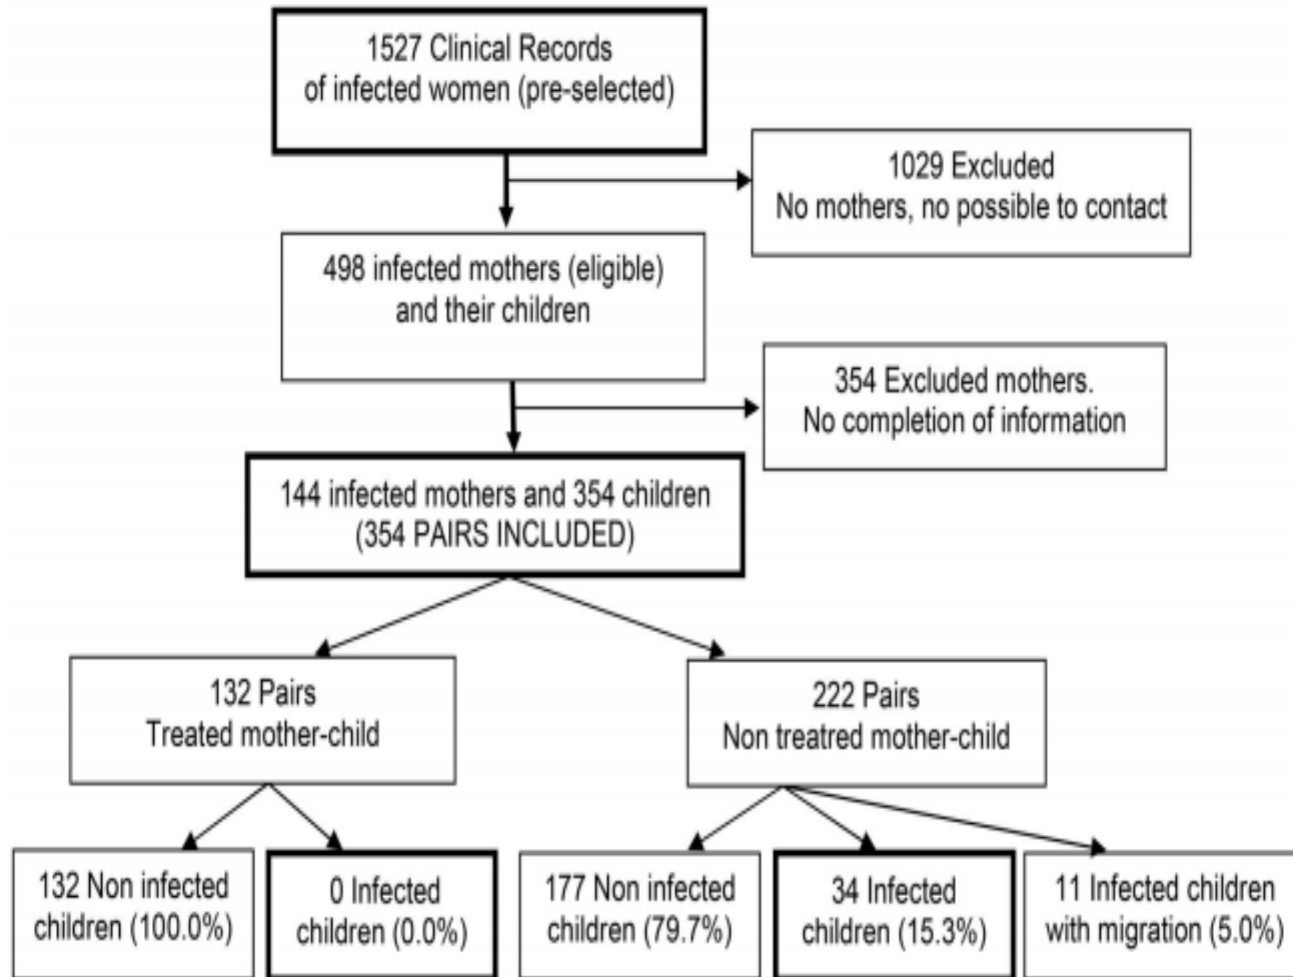 1527 Clinical Records
of infected women (pre-selected)
1029 Excluded
No mothers, no possible to contact
498 infected mothers (eligible)
and their children
354 Excluded mothers.
No completion of information
144 infected mothers and 354 children
(354 PAIRS INCLUDED)
132 Pairs
Treated mother-child
222 Pairs
Non treatred mother-child
132 Non infected
children (100.0%)
0 Infected
children (0.0%)
177 Non infected
children (79.7%)
34 Infected
children (15.3%)
11 Infected children
with migration (5.0%)